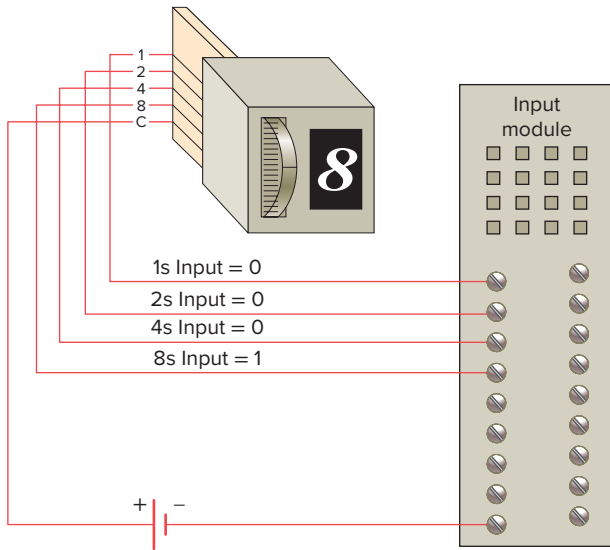 1
2
4
8
C
8
Input
module
1s Input = 0
2s Input = 0
4s Input = 0
8s Input = 1
+ −